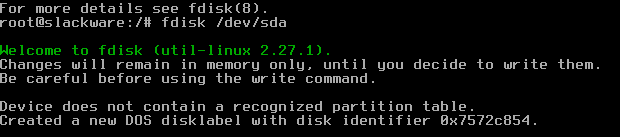 For more details see fdisk(8).
root@slackware:/# fdisk /dev/sda
Welcome to fdisk (util-linux 2.27.1).
Changes will remain in memory only, until you decide to write them.
Be careful before using the write command.
Device does not contain a recognized partition table.
Created a new DOS disklabel with disk identifier 0x7572c854.